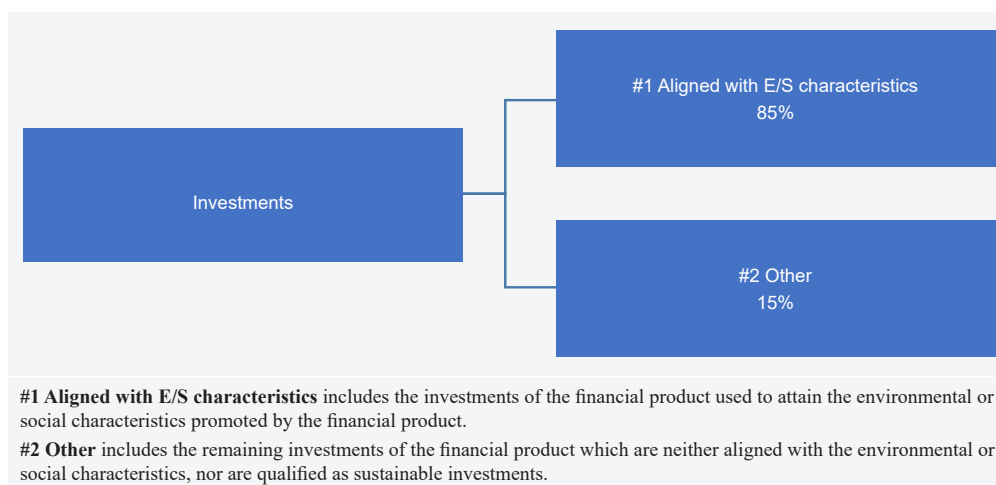 #1 Aligned with E/S characteristics
85%
Investments
#2 Other
15%
#1 Aligned with E/S characteristics includes the investments of the financial product used to attain the environmental or
social characteristics promoted by the financial product.
#2 Other includes the remaining investments of the financial product which are neither aligned with the environmental or
social characteristics, nor are qualified as sustainable investments.